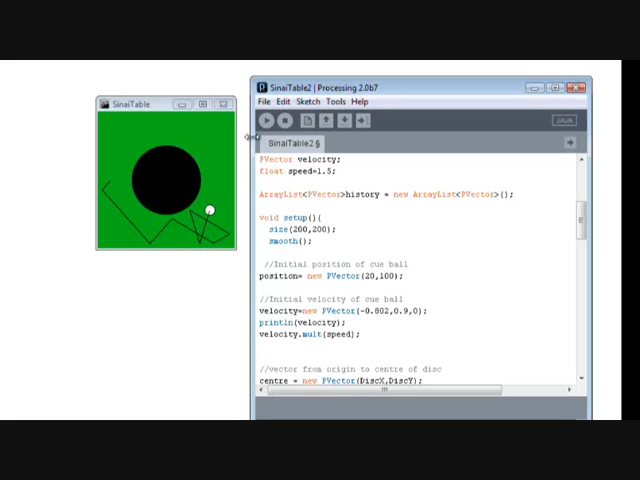 SinaiTable
SinaiTable2 | Processing 2.0b7
File Edit Sketch Tools Help
JAVA
SinaiTable2 §
PVector velocity;
float speed=1.5;
ArrayList<PVector>history = new ArrayList<PVector>();
void setup(){
size(200,200);
smooth();
//Initial position of cue ball
position= new PVector(20,100);
//Initial velocity of cue ball
velocity=new PVector(-0.802,0.9,0);
println(velocity);
velocity.mult(speed);
//vector from origin to centre of disc
centre = new PVector(DiscX,DiscY);